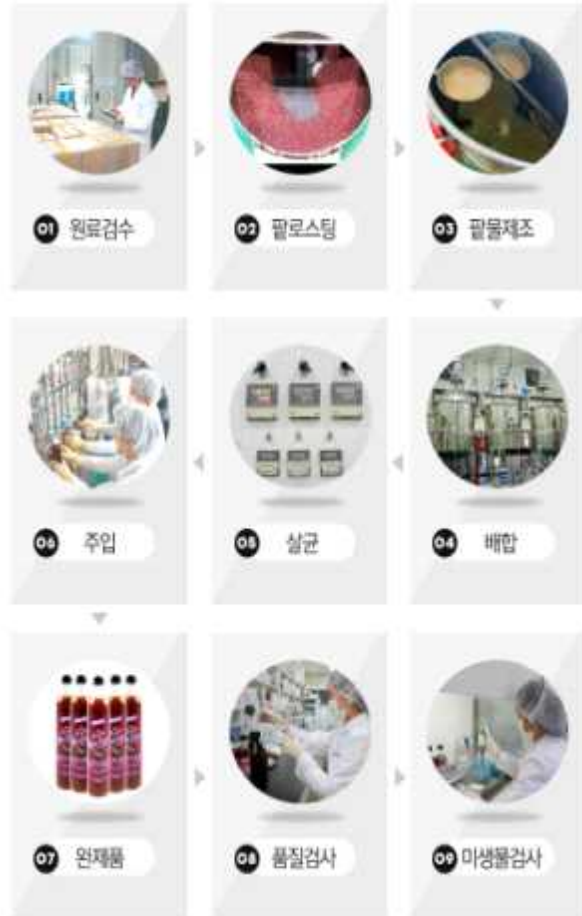 01 원료검수
02 팥로스팅
03 팥물제조
04 배합
05 살균
06 주입
07 완제품
08 품질검사
09 미생물검사